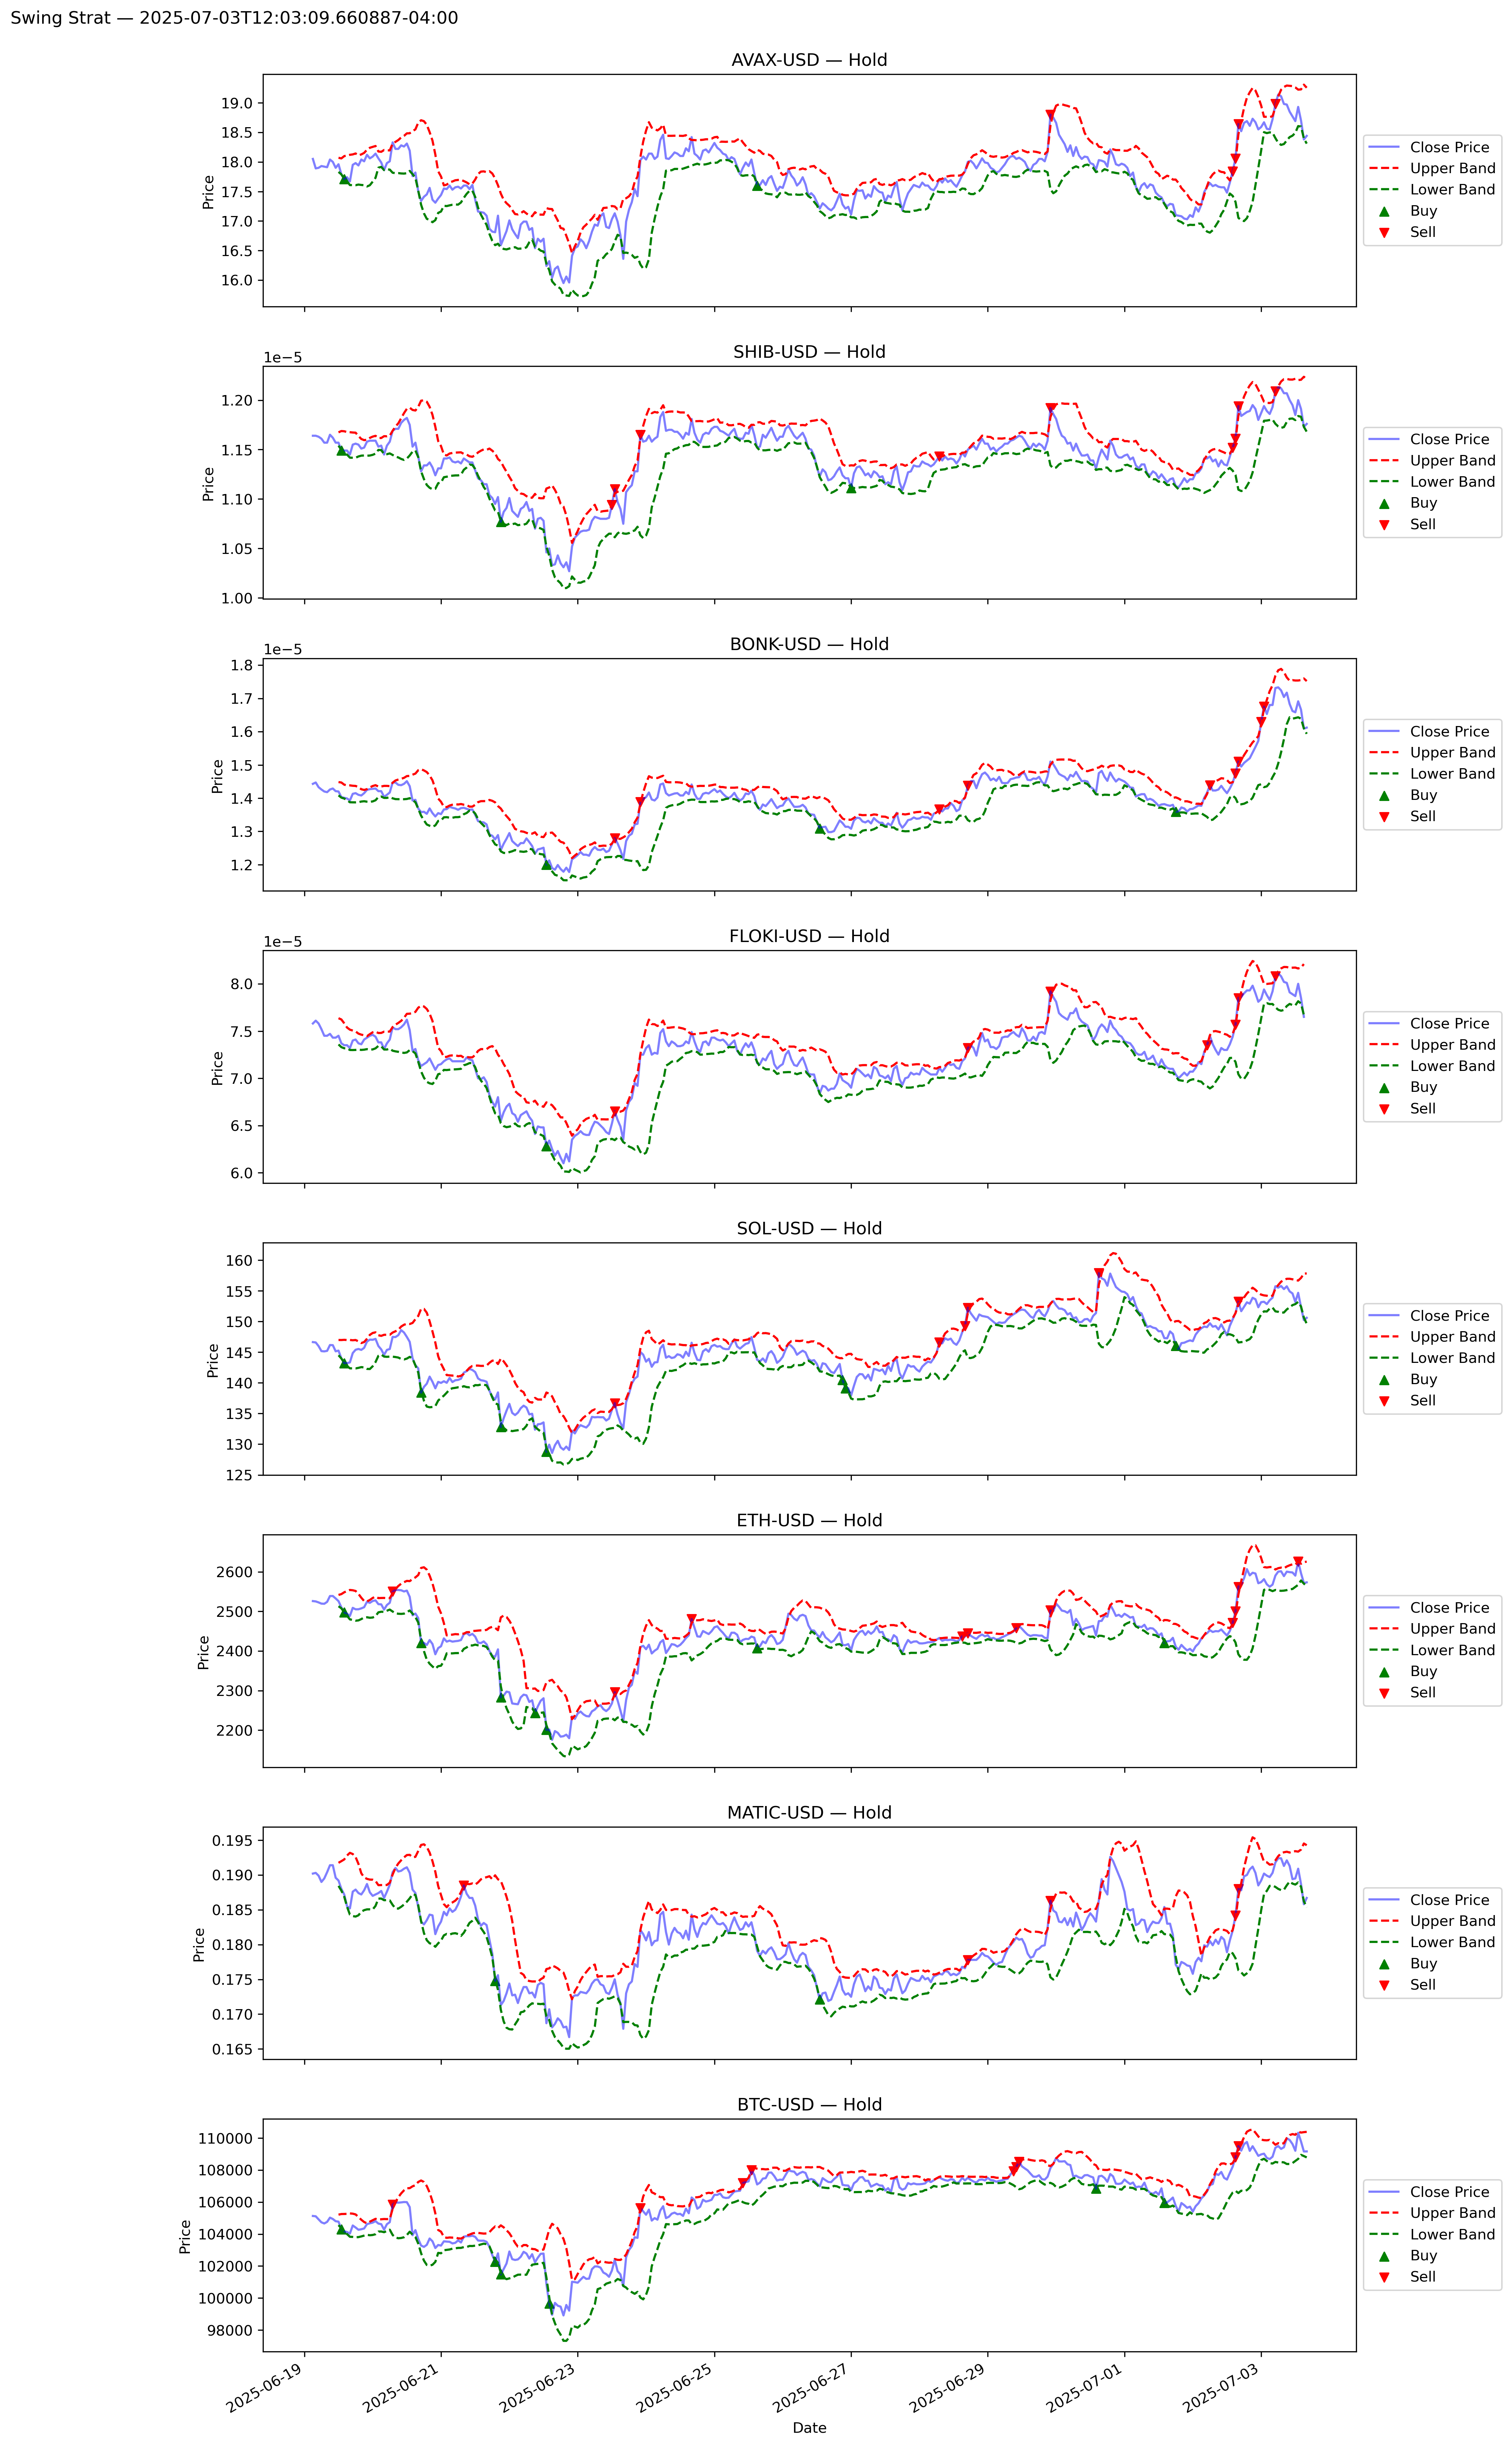 Swing Strat — 2025-07-03T12:03:09.660887-04:00
AVAX-USD — Hold
19.0
18.5
18.0
17.5
17.0
16.5
16.0
Price
Close Price
Upper Band
Lower Band
Buy
Sell
SHIB-USD — Hold
1e−5
1.20
1.15
1.10
1.05
1.00
Price
Close Price
Upper Band
Lower Band
Buy
Sell
BONK-USD — Hold
1e−5
1.8
1.7
1.6
1.5
1.4
1.3
1.2
Price
Close Price
Upper Band
Lower Band
Buy
Sell
FLOKI-USD — Hold
1e−5
8.0
7.5
7.0
6.5
6.0
Price
Close Price
Upper Band
Lower Band
Buy
Sell
SOL-USD — Hold
160
155
150
145
140
135
130
125
Price
Close Price
Upper Band
Lower Band
Buy
Sell
ETH-USD — Hold
2600
2500
2400
2300
2200
Price
Close Price
Upper Band
Lower Band
Buy
Sell
MATIC-USD — Hold
0.195
0.190
0.185
0.180
0.175
0.170
0.165
Price
Close Price
Upper Band
Lower Band
Buy
Sell
BTC-USD — Hold
110000
108000
106000
104000
102000
100000
98000
Price
Close Price
Upper Band
Lower Band
Buy
Sell
2025-06-19
2025-06-21
2025-06-23
2025-06-25
2025-06-27
2025-06-29
2025-07-01
2025-07-03
Date